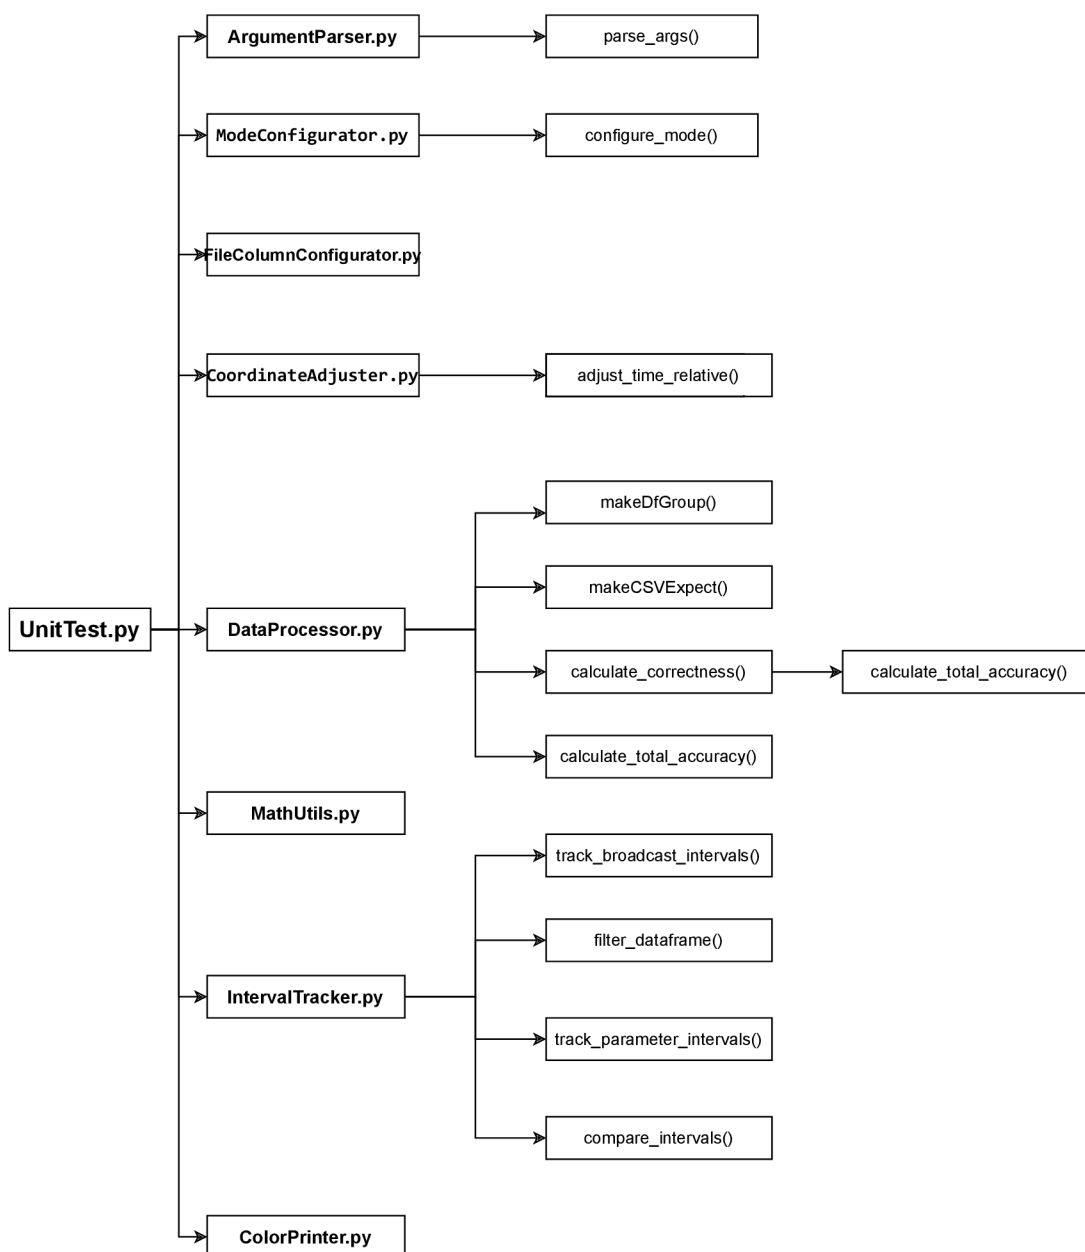 ArgumentParser.py
parse_args()
ModeConfigurator.py
configure_mode()
FileColumnConfigurator.py
CoordinateAdjuster.py
adjust_time_relative()
makeDfGroup()
makeCSVExpect()
UnitTest.py
DataProcessor.py
calculate_correctness()
calculate_total_accuracy()
calculate_total_accuracy()
MathUtils.py
track_broadcast_intervals()
filter_dataframe()
IntervalTracker.py
track_parameter_intervals()
compare_intervals()
ColorPrinter.py